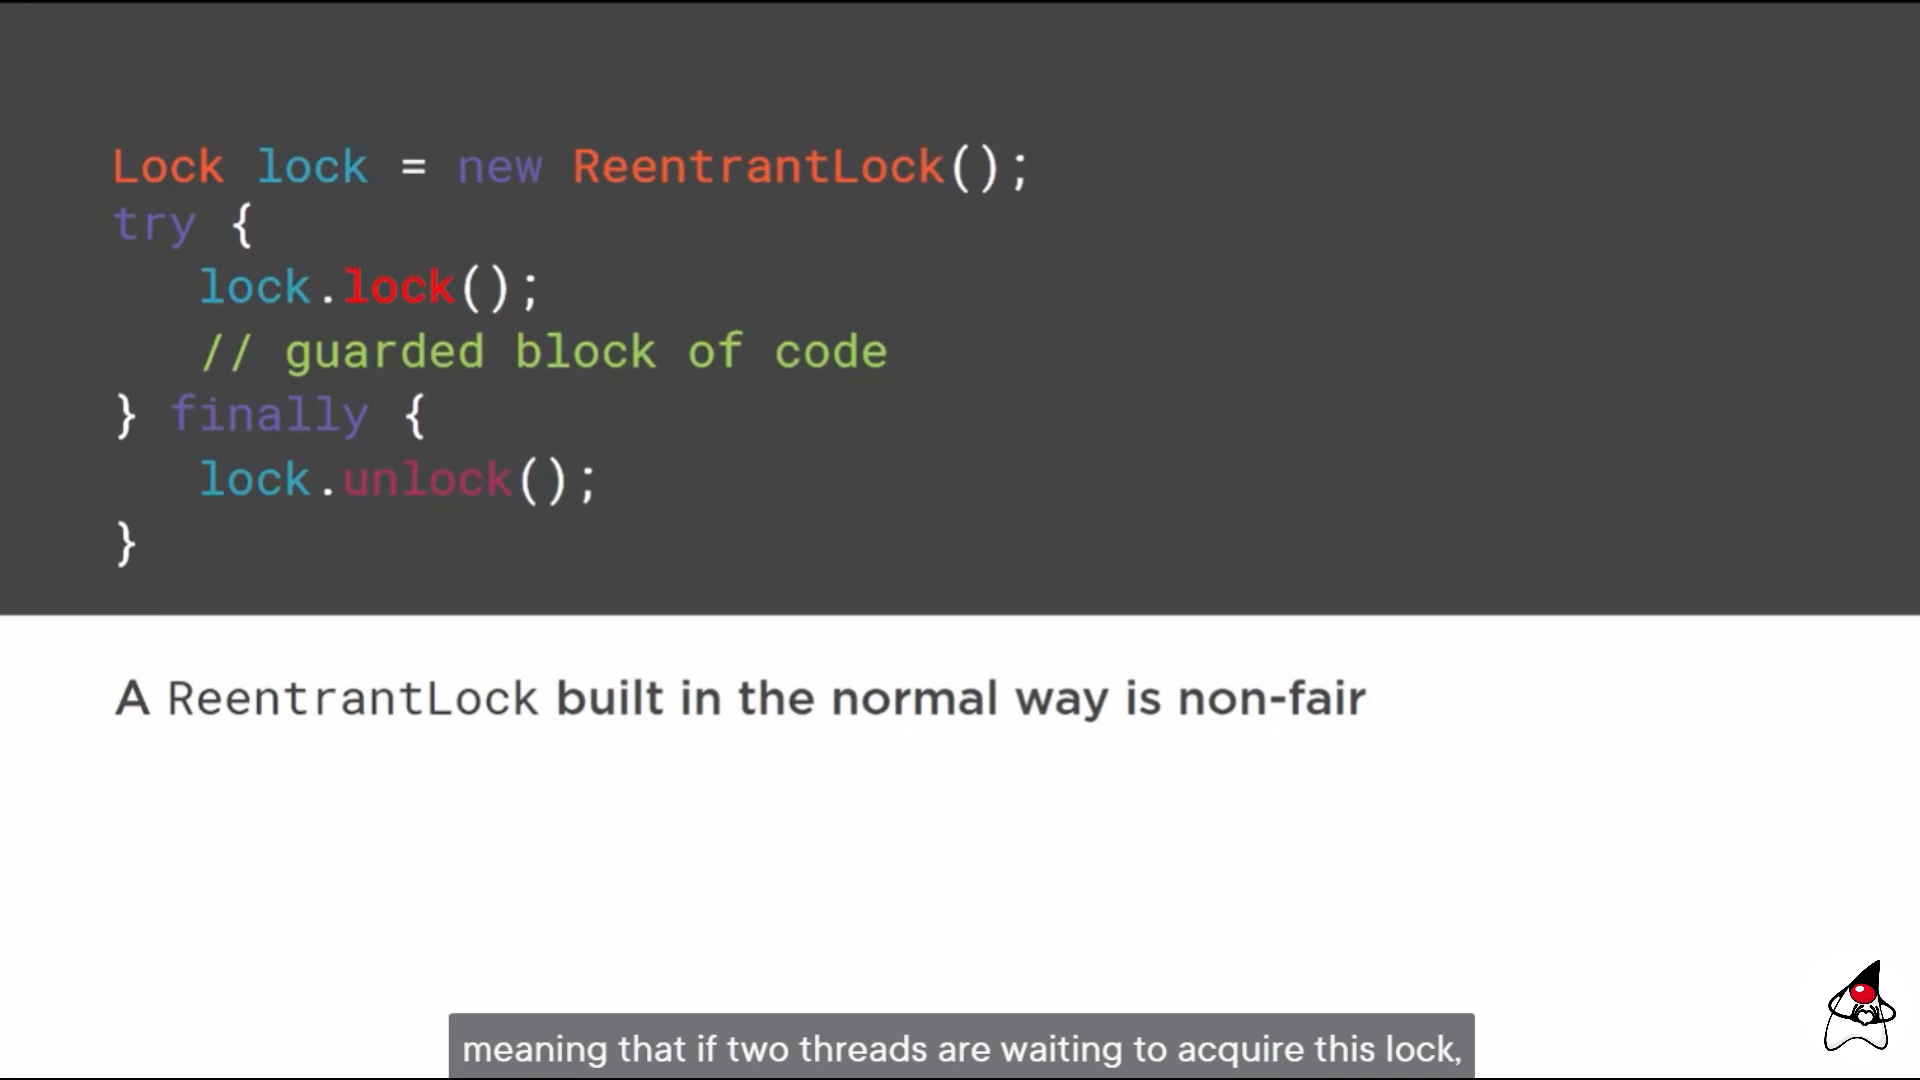 Lock lock = new ReentrantLock();
try {
   lock.lock();
   // guarded block of code
} finally {
   lock.unlock();
}
A ReentrantLock built in the normal way is non-fair
meaning that if two threads are waiting to acquire this lock,